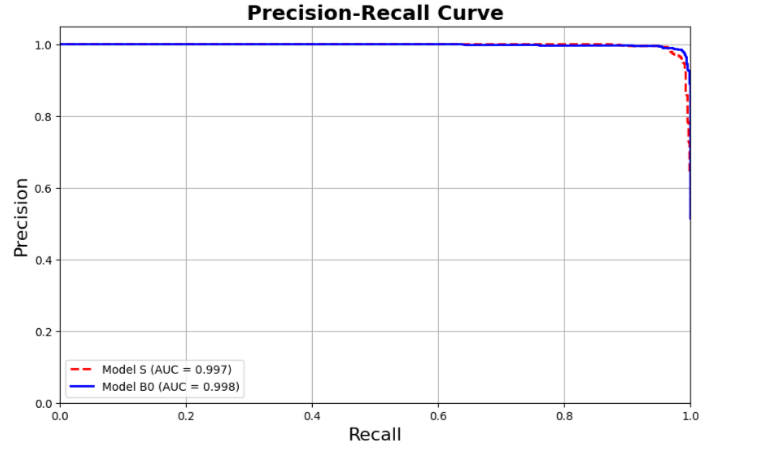 Precision-Recall Curve
1.0
0.8
0.6
0.4
0.2
0.0
Precision
Model S (AUC = 0.997)
Model B0 (AUC = 0.998)
0.0 0.2 0.4 0.6 0.8 1.0
Recall